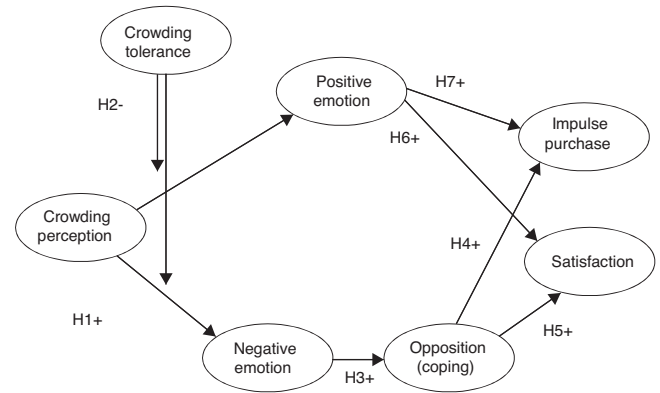 Crowding
tolerance
H2-
Positive
emotion
H7+
H6+
Impulse
purchase
Crowding
perception
H4+
Satisfaction
H1+
Negative
emotion
H3+
Opposition
(coping)
H5+